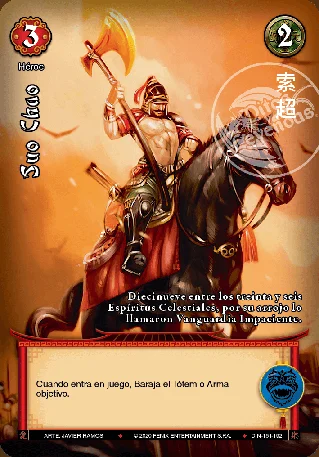 3
2
Héroe
Suo Chao
索超
Diecinueve entre los treinta y seis
Espíritus Celestiales, por su arrojo lo
llamaron Vanguardia Impaciente.
Cuando entra en juego, Baraja el Tótem o Arma
objetivo.
ARTE: JAVIER RAMOS
© 2020 FENIX ENTERTAINMENT S.P.A.